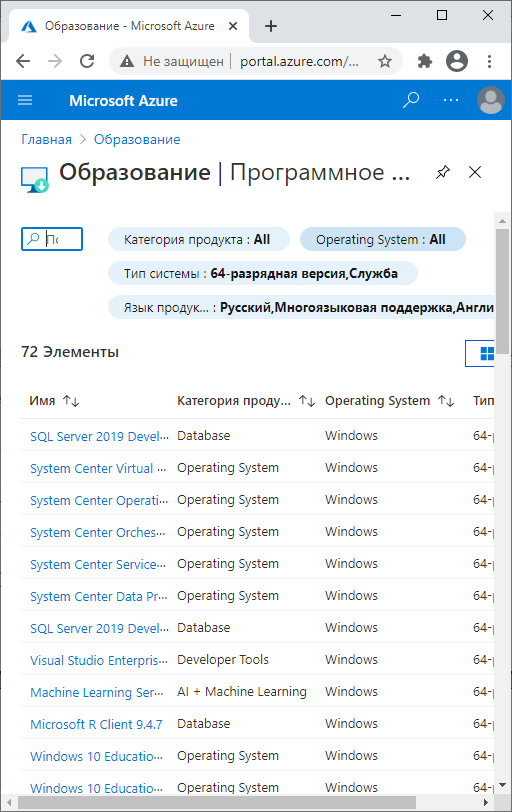 Образование - Microsoft Azure
Не защищен portal.azure.com/...
Microsoft Azure
Главная > Образование
Образование | Программное ...
Категория продукта : All Operating System : All
Тип системы : 64-разрядная версия,Служба
Язык продук... : Русский,Многоязыковая поддержка,Англи
72 Элементы
Имя Категория проду... Operating System Тип
SQL Server 2019 Devel... Database Windows 64-
System Center Virtual ... Operating System Windows 64-
System Center Operati... Operating System Windows 64-
System Center Orches... Operating System Windows 64-
System Center Service... Operating System Windows 64-
System Center Data Pr... Operating System Windows 64-
SQL Server 2019 Devel... Database Windows 64-
Visual Studio Enterpris... Developer Tools Windows 64-
Machine Learning Ser... AI + Machine Learning Windows 64-
Microsoft R Client 9.4.7 Database Windows 64-
Windows 10 Educatio... Operating System Windows 64-
Windows 10 Educatio... Operating System Windows 64-